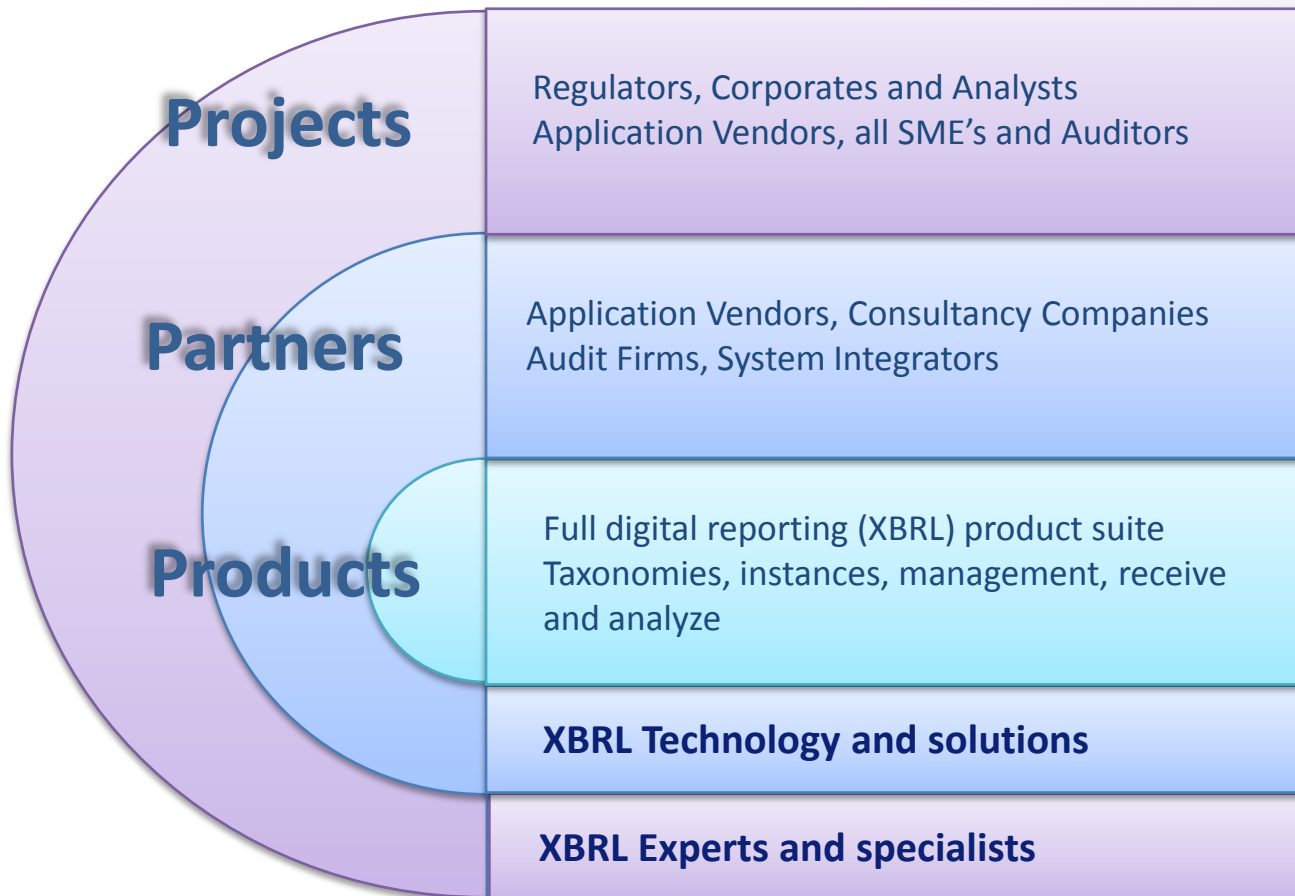 Projects
Regulators, Corporates and Analysts
Application Vendors, all SME’s and Auditors
Partners
Application Vendors, Consultancy Companies
Audit Firms, System Integrators
Products
Full digital reporting (XBRL) product suite
Taxonomies, instances, management, receive
and analyze
XBRL Technology and solutions
XBRL Experts and specialists